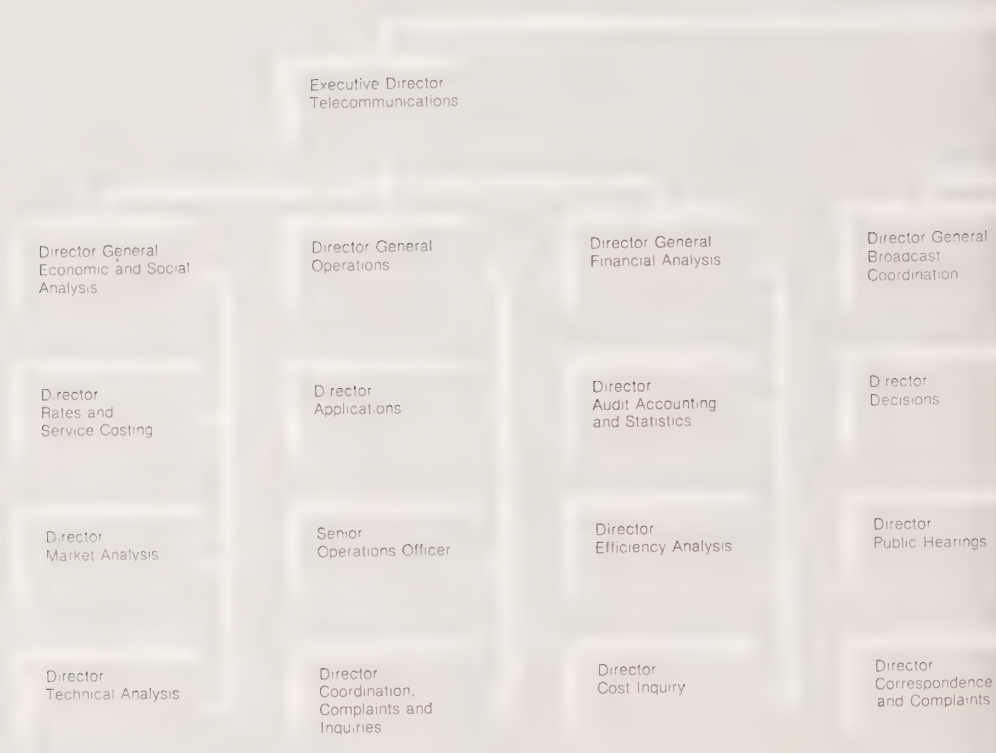 Executive Director
Telecommunications
Director General
Economic and Social
Analysis
Director General
Operations
Director General
Financial Analysis
Director General
Broadcast
Coordination
Director
Rates and
Service Costing
Director
Applications
Director
Audit Accounting
and Statistics
Director
Decisions
Director
Market Analysis
Senior
Operations Officer
Director
Efficiency Analysis
Director
Public Hearings
Director
Technical Analysis
Director
Coordination,
Complaints and
Inquiries
Director
Cost Inquiry
Director
Correspondence
and Complaints